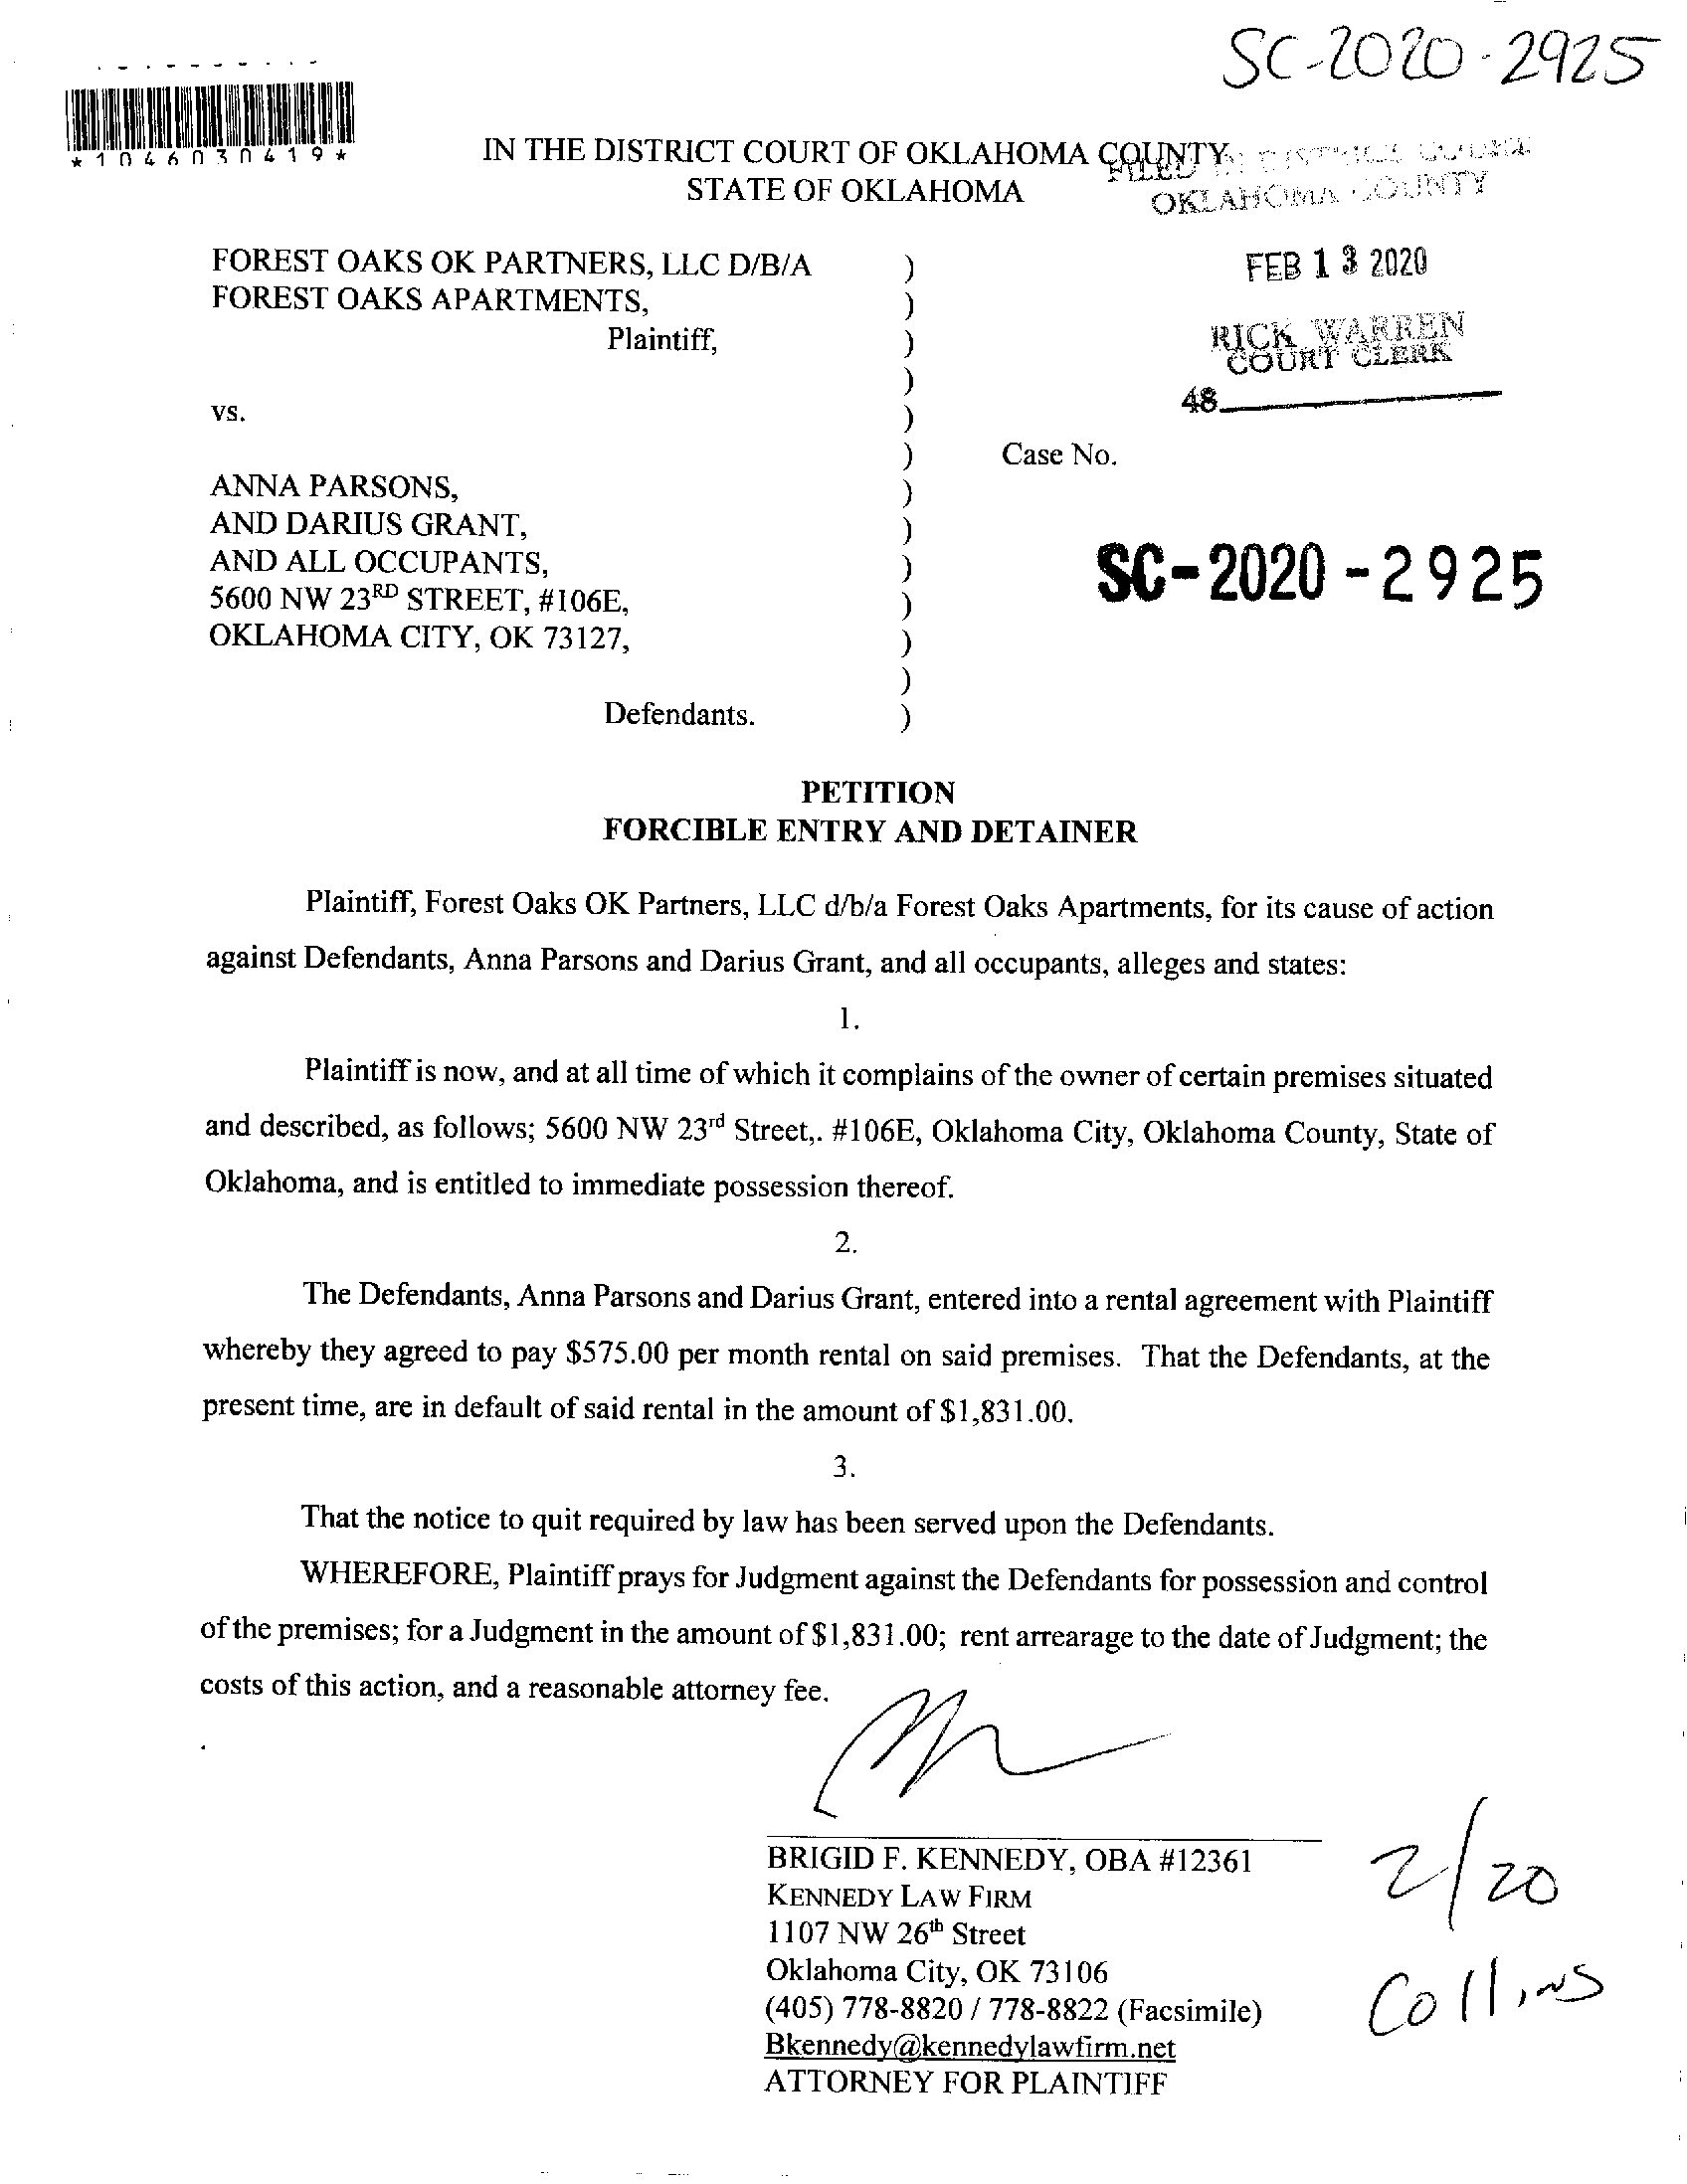 SC-2020-2925
*1046030419*
IN THE DISTRICT COURT OF OKLAHOMA COUNTY
STATE OF OKLAHOMA
FILED IN DISTRICT COURT
OKLAHOMA COUNTY
FOREST OAKS OK PARTNERS, LLC D/B/A )
FOREST OAKS APARTMENTS, )
FEB 13 2020
Plaintiff, )
RICK WARREN
COURT CLERK
)
48
vs. )
) Case No.
ANNA PARSONS, )
AND DARIUS GRANT, )
AND ALL OCCUPANTS, )
SC-2020-2925
5600 NW 23RD STREET, #106E, )
OKLAHOMA CITY, OK 73127, )
)
Defendants. )
PETITION
FORCIBLE ENTRY AND DETAINER
Plaintiff, Forest Oaks OK Partners, LLC d/b/a Forest Oaks Apartments, for its cause of action
against Defendants, Anna Parsons and Darius Grant, and all occupants, alleges and states:
1.
Plaintiff is now, and at all time of which it complains of the owner of certain premises situated
and described, as follows; 5600 NW 23rd Street,. #106E, Oklahoma City, Oklahoma County, State of
Oklahoma, and is entitled to immediate possession thereof.
2.
The Defendants, Anna Parsons and Darius Grant, entered into a rental agreement with Plaintiff
whereby they agreed to pay $575.00 per month rental on said premises. That the Defendants, at the
present time, are in default of said rental in the amount of $1,831.00.
3.
That the notice to quit required by law has been served upon the Defendants.
WHEREFORE, Plaintiff prays for Judgment against the Defendants for possession and control
of the premises; for a Judgment in the amount of $1,831.00; rent arrearage to the date of Judgment; the
costs of this action, and a reasonable attorney fee.
BRIGID F. KENNEDY, OBA #12361
KENNEDY LAW FIRM
1107 NW 26th Street
Oklahoma City, OK 73106
(405) 778-8820 / 778-8822 (Facsimile)
Bkennedy@kennedylawfirm.net
ATTORNEY FOR PLAINTIFF
2/20
Collins